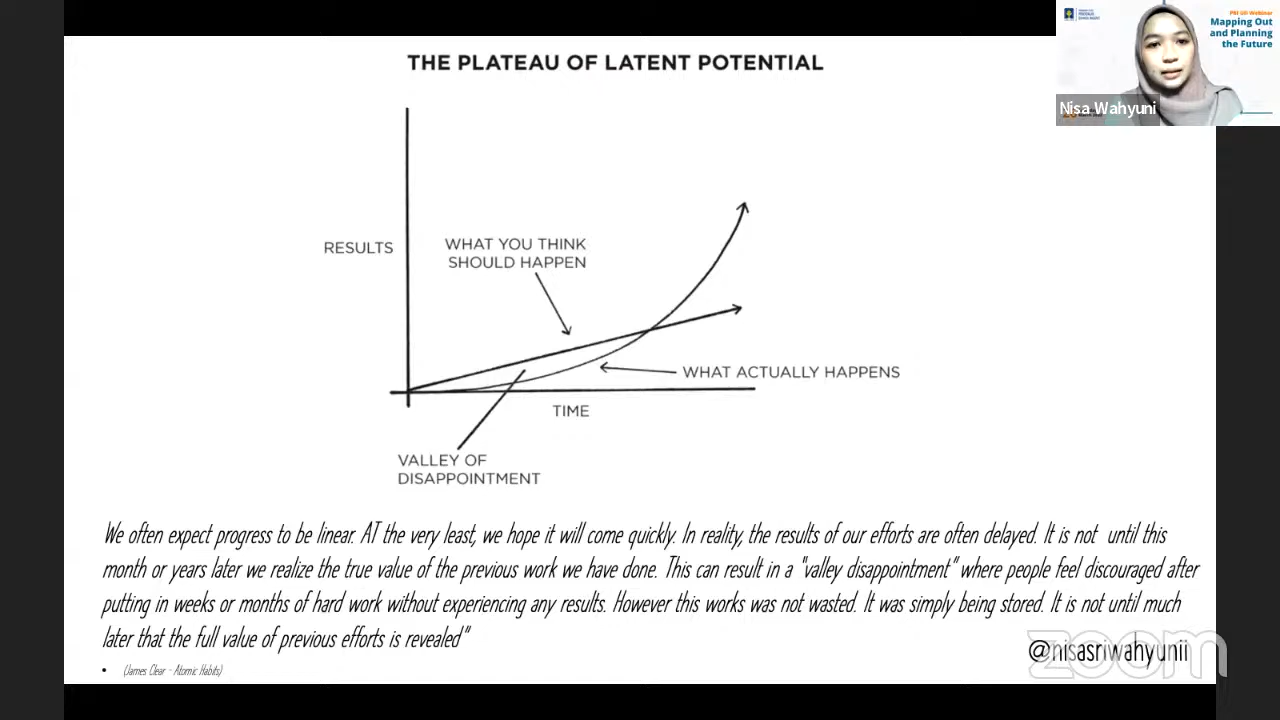 THE PLATEAU OF LATENT POTENTIAL
PRI UII Webinar
Mapping Out
and Planning
the Future
Nisa Wahyuni
RESULTS
WHAT YOU THINK
SHOULD HAPPEN
WHAT ACTUALLY HAPPENS
TIME
VALLEY OF
DISAPPOINTMENT
We often expect progress to be linear. AT the very least, we hope it will come quickly. In reality, the results of our efforts are often delayed. It is not until this
month or years later we realize the true value of the previous work we have done. This can result in a "valley disappointment" where people feel discouraged after
putting in weeks or months of hard work without experiencing any results. However this works was not wasted. It was simply being stored. It is not until much
later that the full value of previous efforts is revealed"
• (James Clear - Atomic Habits)
@nisasriwahyunii
zoom